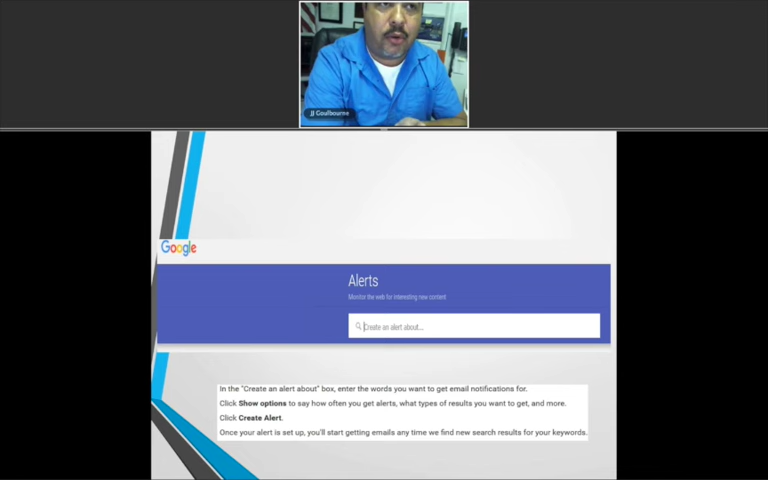 JJ Coulbourne
Google
Alerts
Monitor the web for interesting new content
Create an alert about...
In the "Create an alert about" box, enter the words you want to get email notifications for.
Click Show options to say how often you get alerts, what types of results you want to get, and more.
Click Create Alert.
Once your alert is set up, you'll start getting emails any time we find new search results for your keywords.